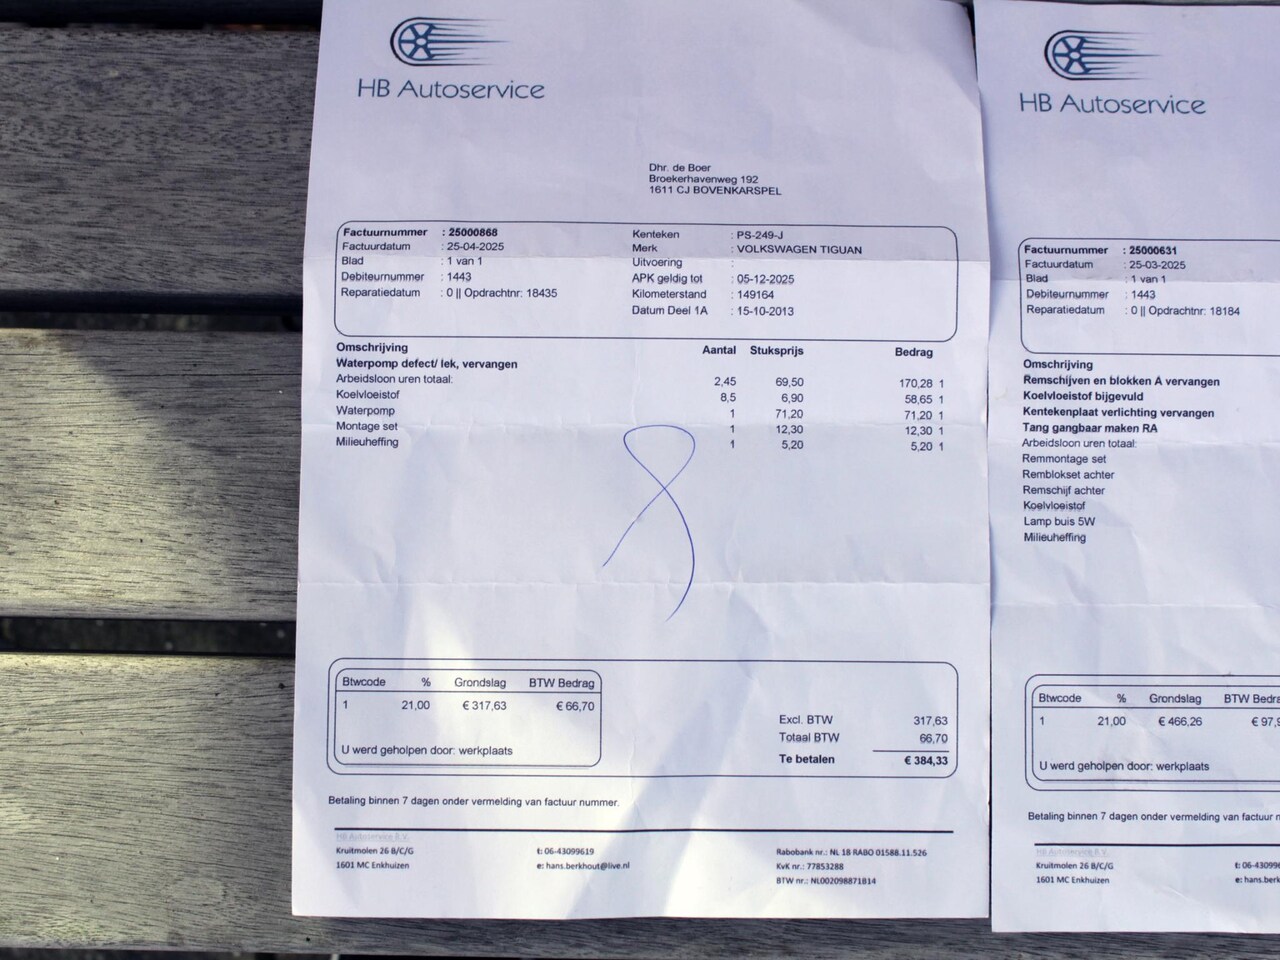 HB Autoservice
Dhr. de Boer
Broekerhavenweg 192
1611 CJ BOVENKARSPEL
Factuurnummer : 25000868
Factuurdatum : 25-04-2025
Blad : 1 van 1
Debiteurnummer : 1443
Reparatiedatum : 0 || Opdrachtnr: 18435
Kenteken : PS-249-J
Merk : VOLKSWAGEN TIGUAN
Uitvoering :
APK geldig tot : 05-12-2025
Kilometerstand : 149164
Datum Deel 1A : 15-10-2013
Omschrijving Aantal Stuksprijs Bedrag
Waterpomp defect/ lek, vervangen
Arbeidsloon uren totaal: 2,45 69,50 170,28 1
Koelvloeistof 8,5 6,90 58,65 1
Waterpomp 1 71,20 71,20 1
Montage set 1 12,30 12,30 1
Milieuheffing 1 5,20 5,20 1
Btwcode % Grondslag BTW Bedrag
1 21,00 € 317,63 € 66,70
U werd geholpen door: werkplaats
Excl. BTW 317,63
Totaal BTW 66,70
Te betalen € 384,33
Betaling binnen 7 dagen onder vermelding van factuur nummer.
HB Autoservice B.V.
Kruitmolen 26 B/C/G
1601 MC Enkhuizen
t: 06-43099619
e: hans.berkhout@live.nl
Rabobank nr.: NL 18 RABO 01588.11.526
KvK nr.: 77853288
BTW nr.: NL002098871B14
HB Autoservice
Factuurnummer : 25000631
Factuurdatum : 25-03-2025
Blad : 1 van 1
Debiteurnummer : 1443
Reparatiedatum : 0 || Opdrachtnr: 18184
Omschrijving
Remschijven en blokken A vervangen
Koelvloeistof bijgevuld
Kentekenplaat verlichting vervangen
Tang gangbaar maken RA
Arbeidsloon uren totaal:
Remmontage set
Remblokset achter
Remschijf achter
Koelvloeistof
Lamp buis 5W
Milieuheffing
Btwcode % Grondslag BTW
1 21,00 € 466,26 € 97,9
U werd geholpen door: werkplaats
Betaling binnen 7 dagen onder vermelding van factuur
HB Autoservice B.V.
Kruitmolen 26 B/C/G
1601 MC Enkhuizen
t: 06-43099
e: hans.berk